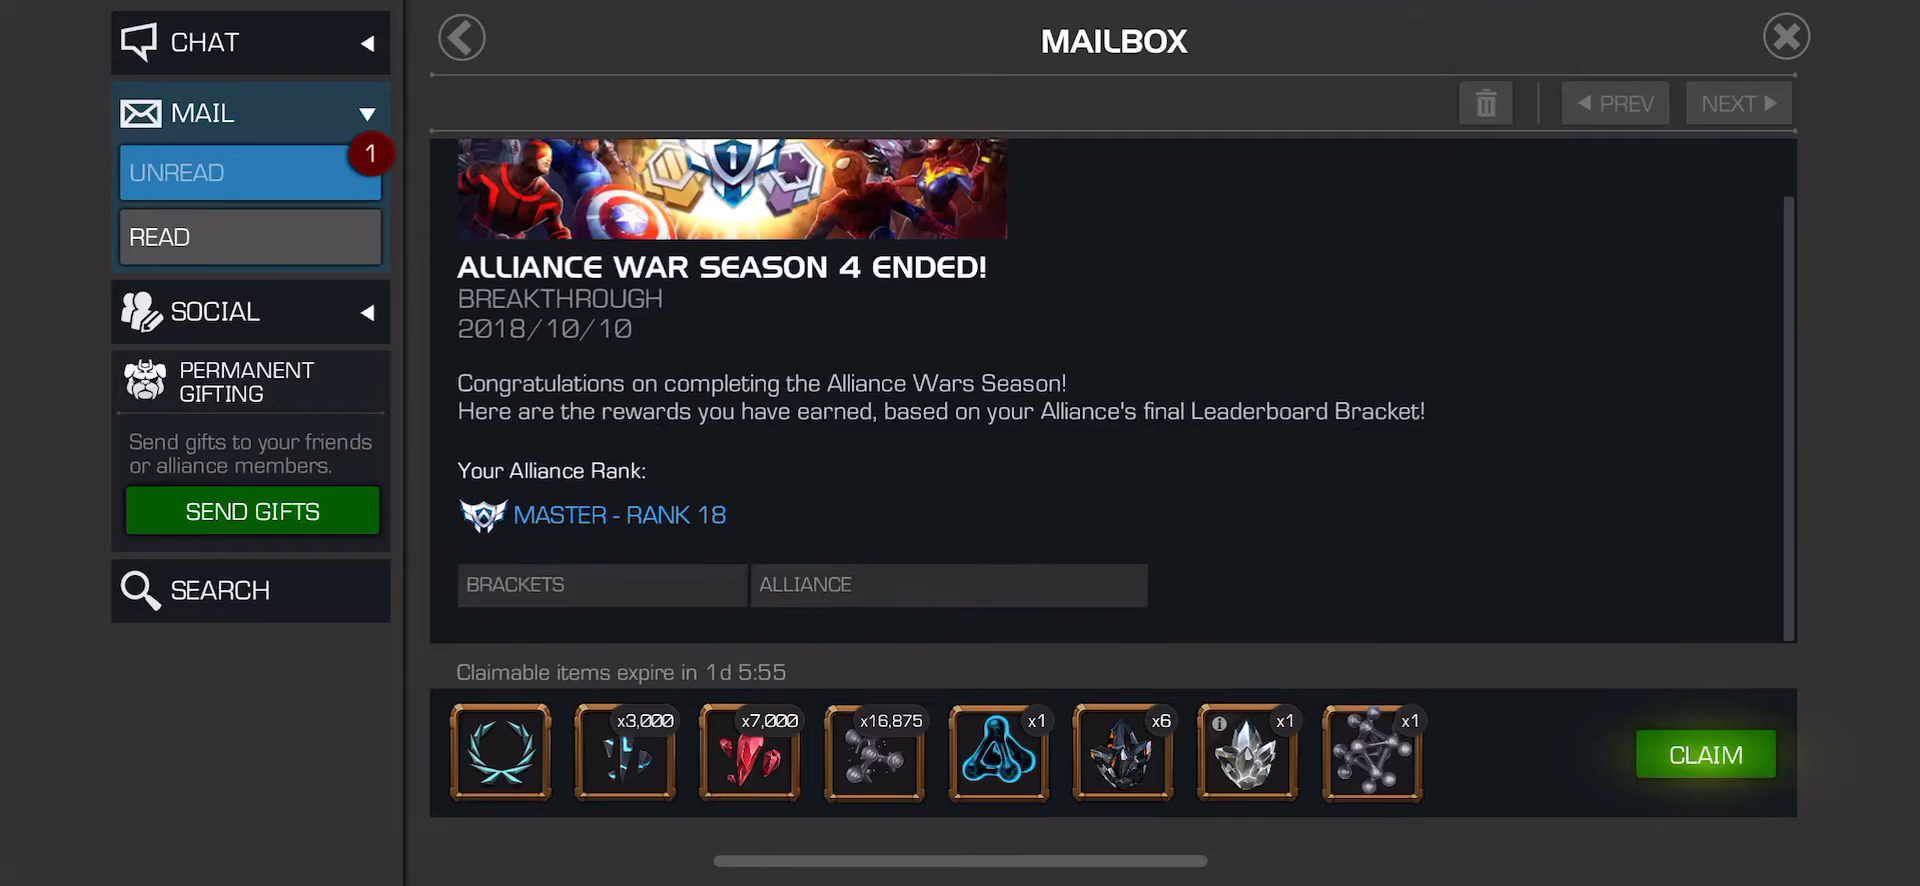 CHAT
MAIL
1
UNREAD
READ
SOCIAL
PERMANENT
GIFTING
Send gifts to your friends
or alliance members.
SEND GIFTS
SEARCH
MAILBOX
PREV
NEXT
1
ALLIANCE WAR SEASON 4 ENDED!
BREAKTHROUGH
2018/10/10
Congratulations on completing the Alliance Wars Season!
Here are the rewards you have earned, based on your Alliance's final Leaderboard Bracket!
Your Alliance Rank:
MASTER - RANK 18
BRACKETS ALLIANCE
Claimable items expire in 1d 5:55
x3,000 x7,000 x16,875 x1 x6 i x1 x1
CLAIM